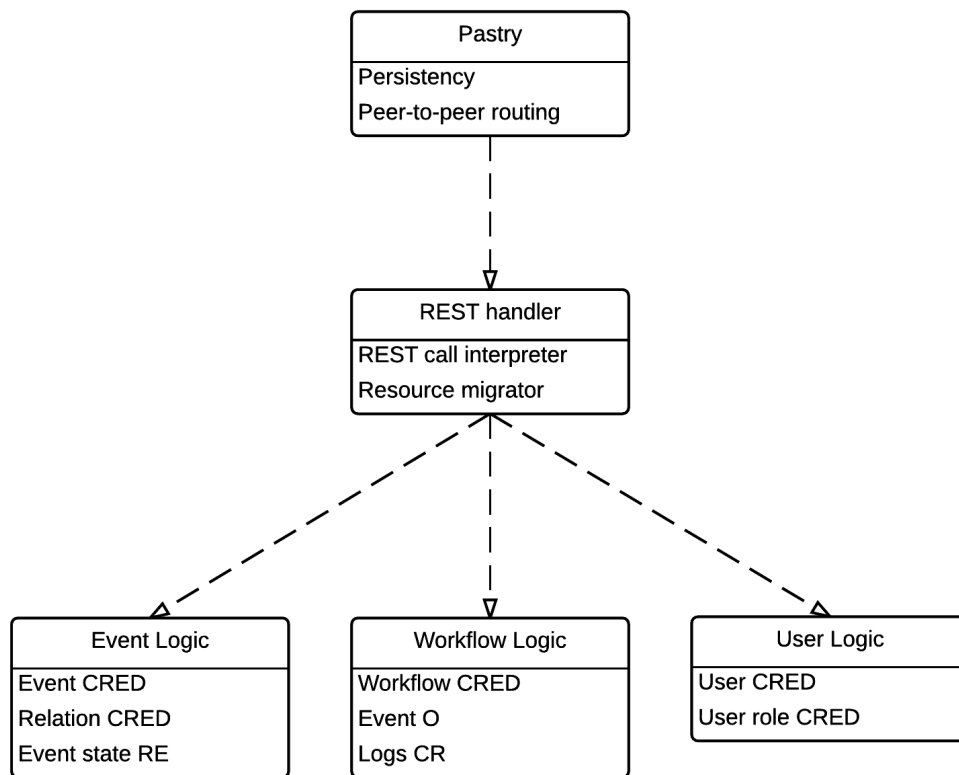 Pastry
Persistency
Peer-to-peer routing
REST handler
REST call interpreter
Resource migrator
Event Logic
Event CRED
Relation CRED
Event state RE
Workflow Logic
Workflow CRED
Event O
Logs CR
User Logic
User CRED
User role CRED